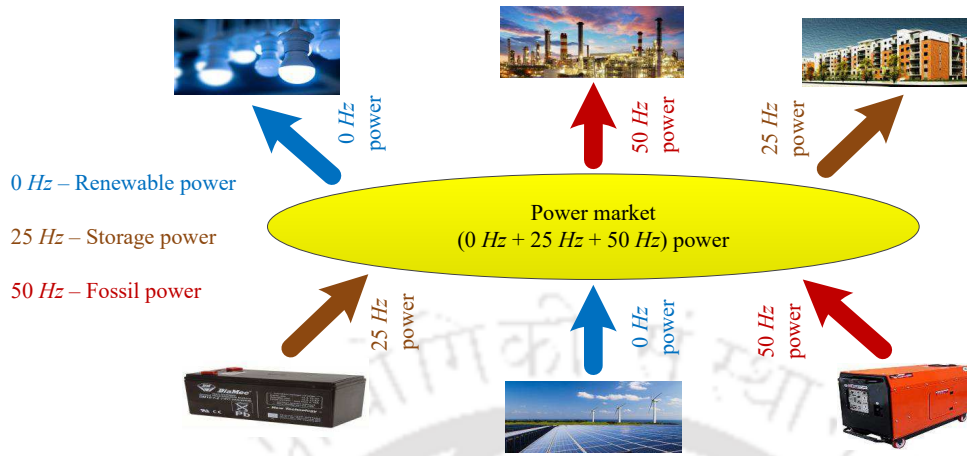 0 Hz
power
50 Hz
power
25 Hz
power
0 Hz – Renewable power
25 Hz – Storage power
50 Hz – Fossil power
Power market
(0 Hz + 25 Hz + 50 Hz) power
25 Hz
power
0 Hz
power
50 Hz
power